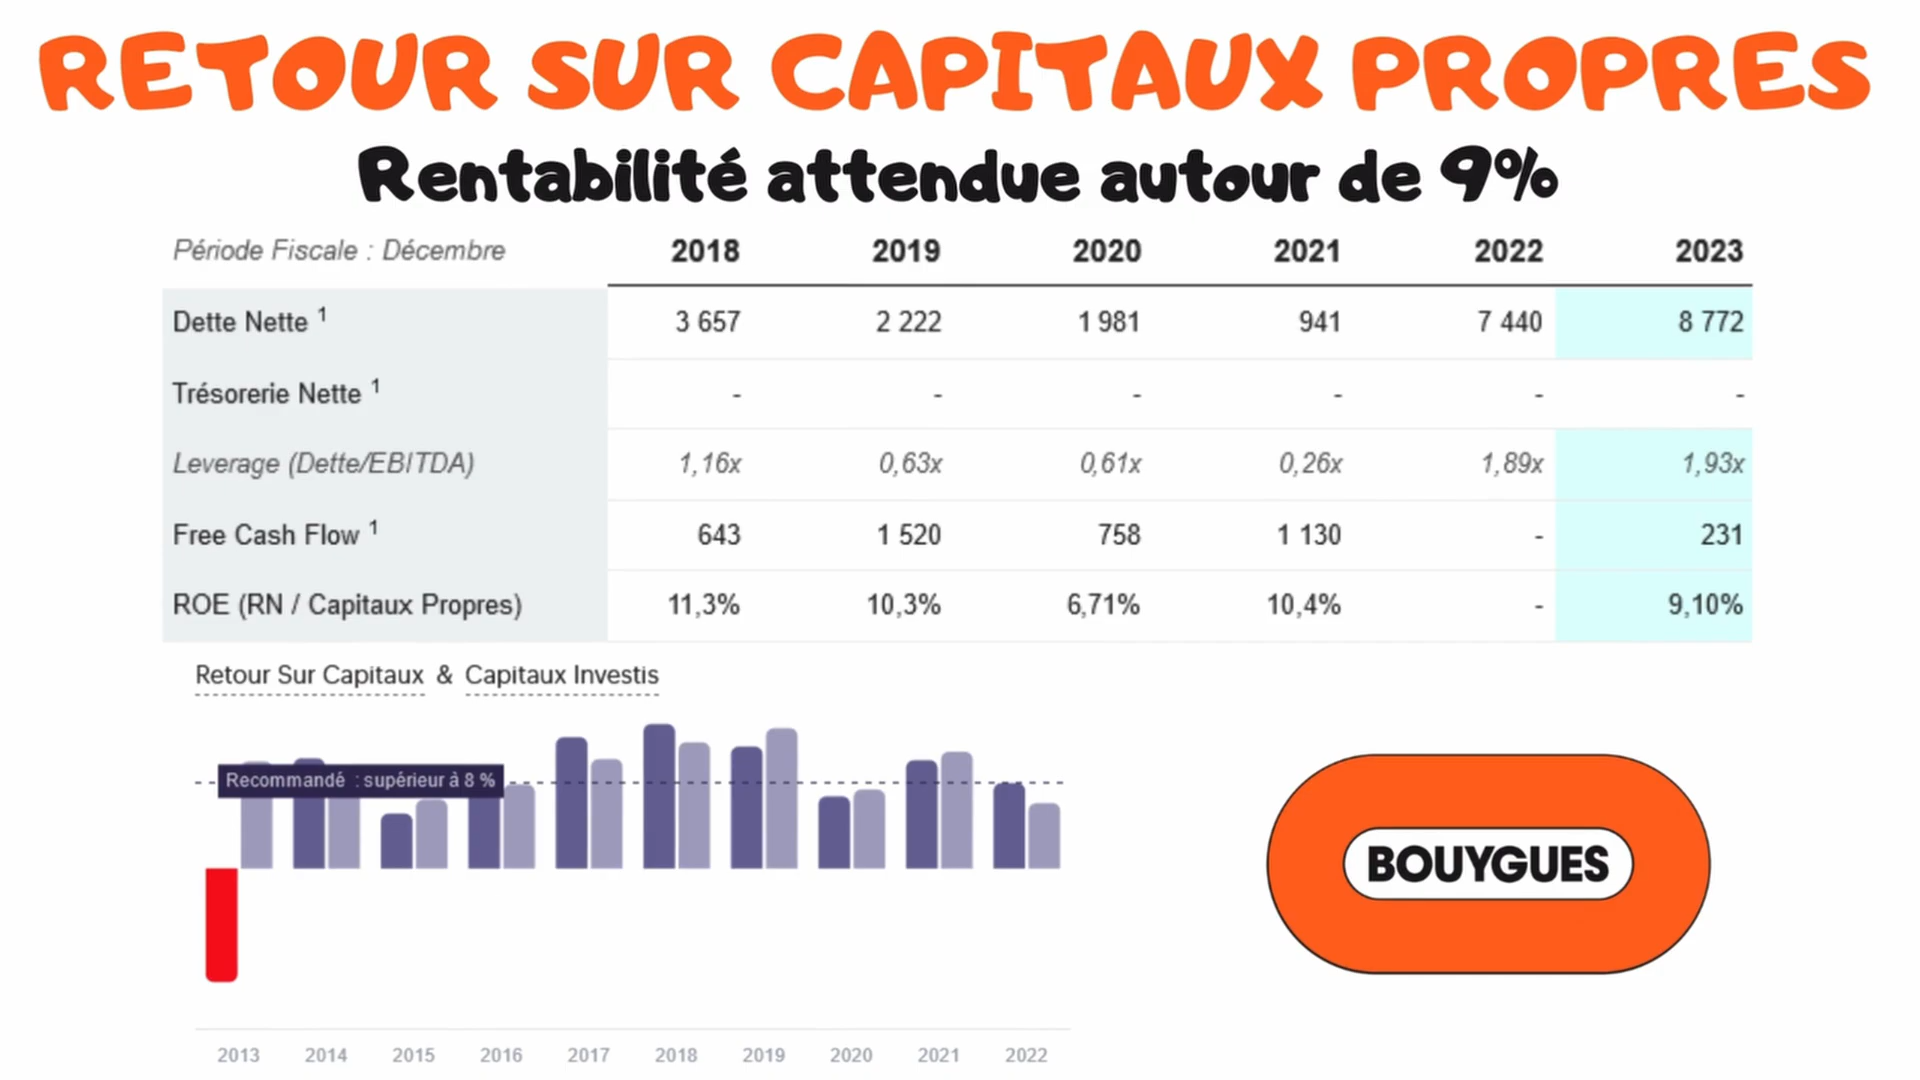 RETOUR SUR CAPITAUX PROPRES
Rentabilité attendue autour de 9%
Période Fiscale : Décembre 2018 2019 2020 2021 2022 2023
Dette Nette ¹ 3 657 2 222 1 981 941 7 440 8 772
Trésorerie Nette ¹ - - - - - -
Leverage (Dette/EBITDA) 1,16x 0,63x 0,61x 0,26x 1,89x 1,93x
Free Cash Flow ¹ 643 1 520 758 1 130 - 231
ROE (RN / Capitaux Propres) 11,3% 10,3% 6,71% 10,4% - 9,10%
Retour Sur Capitaux & Capitaux Investis
Recommandé : supérieur à 8 %
BOUYGUES
2013 2014 2015 2016 2017 2018 2019 2020 2021 2022